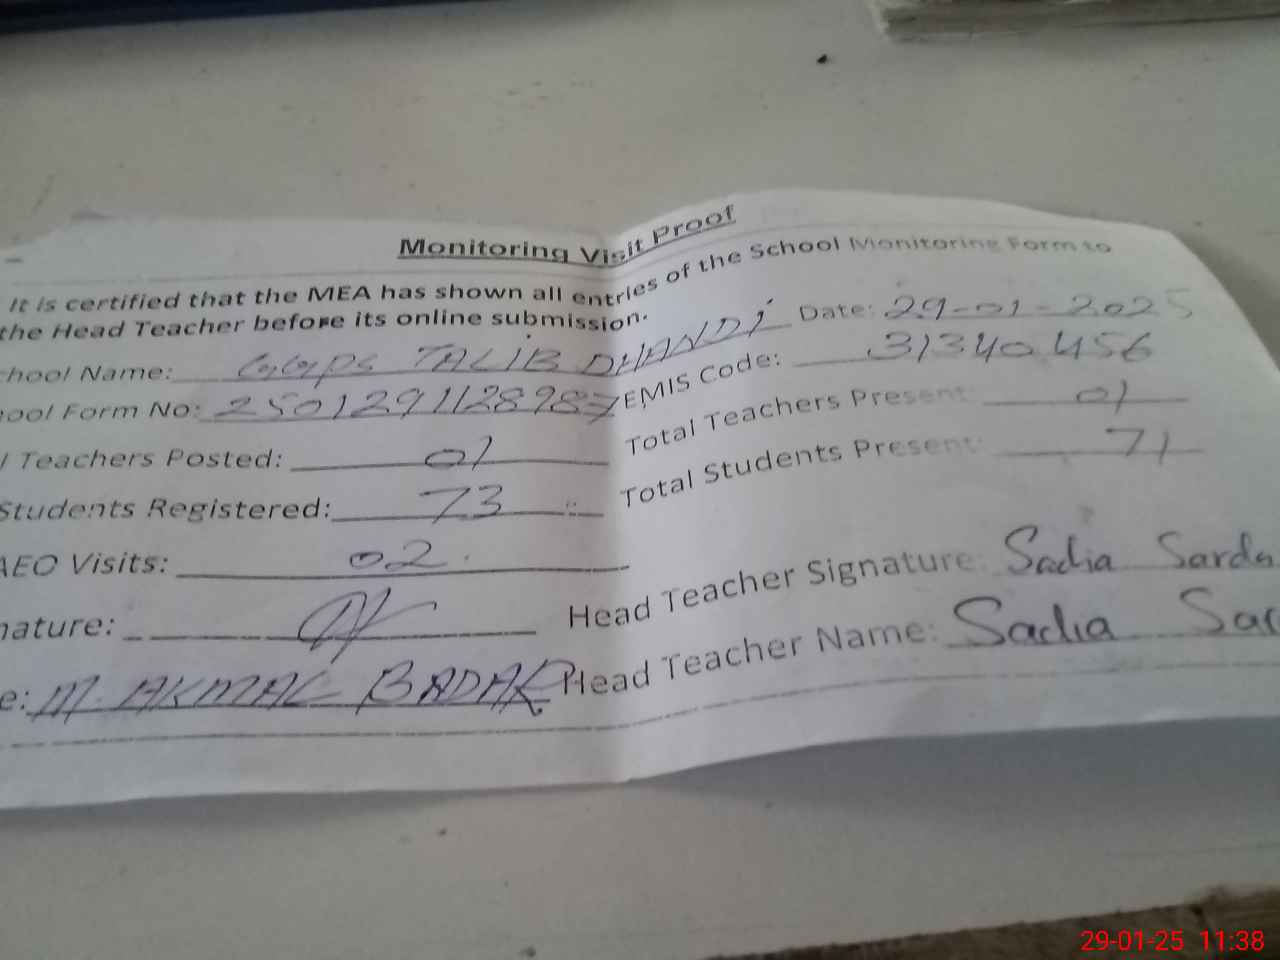 Monitoring Visit Proof
It is certified that the MEA has shown all entries of the School Monitoring Form to
the Head Teacher before its online submission.
chool Name: GGPS TALIB DHANDI Date: 29-01-2025
ool Form No: 2501291128987 EMIS Code: 31340456
l Teachers Posted: 01 Total Teachers Present: 01
Students Registered: 73 Total Students Present: 71
AEO Visits: 02
nature: Head Teacher Signature: Sadia Sarda
e: M. AKMAL BADAR Head Teacher Name: Sadia Sar
29-01-25 11:38